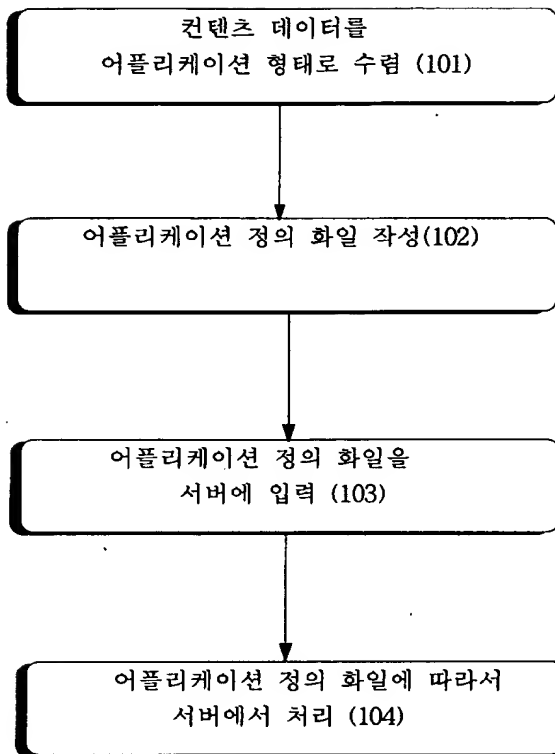 컨텐츠 데이터를
어플리케이션 형태로 수렴 (101)
어플리케이션 정의 화일 작성(102)
어플리케이션 정의 화일을
서버에 입력 (103)
어플리케이션 정의 화일에 따라서
서버에서 처리 (104)